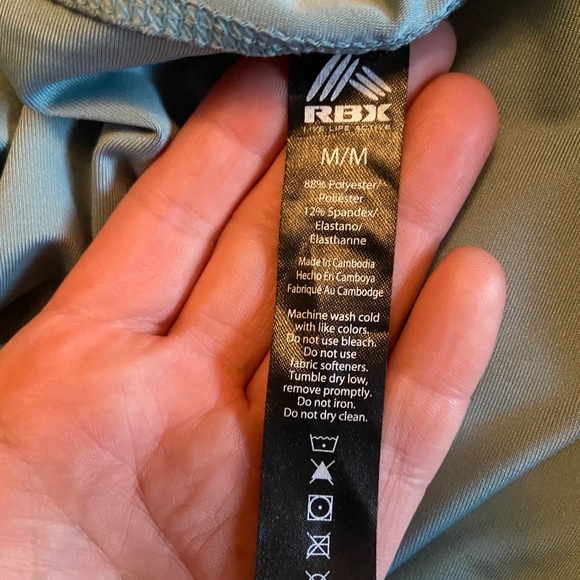 RBX
LIVE LIFE ACTIVE
M/M
88% Polyester/
Poliester
12% Spandex/
Elastano/
Elasthanne
Made In Cambodia
Hecho En Camboya
Fabriqué Au Cambodge
Machine wash cold
with like colors.
Do not use bleach.
Do not use
fabric softeners.
Tumble dry low,
remove promptly.
Do not iron.
Do not dry clean.